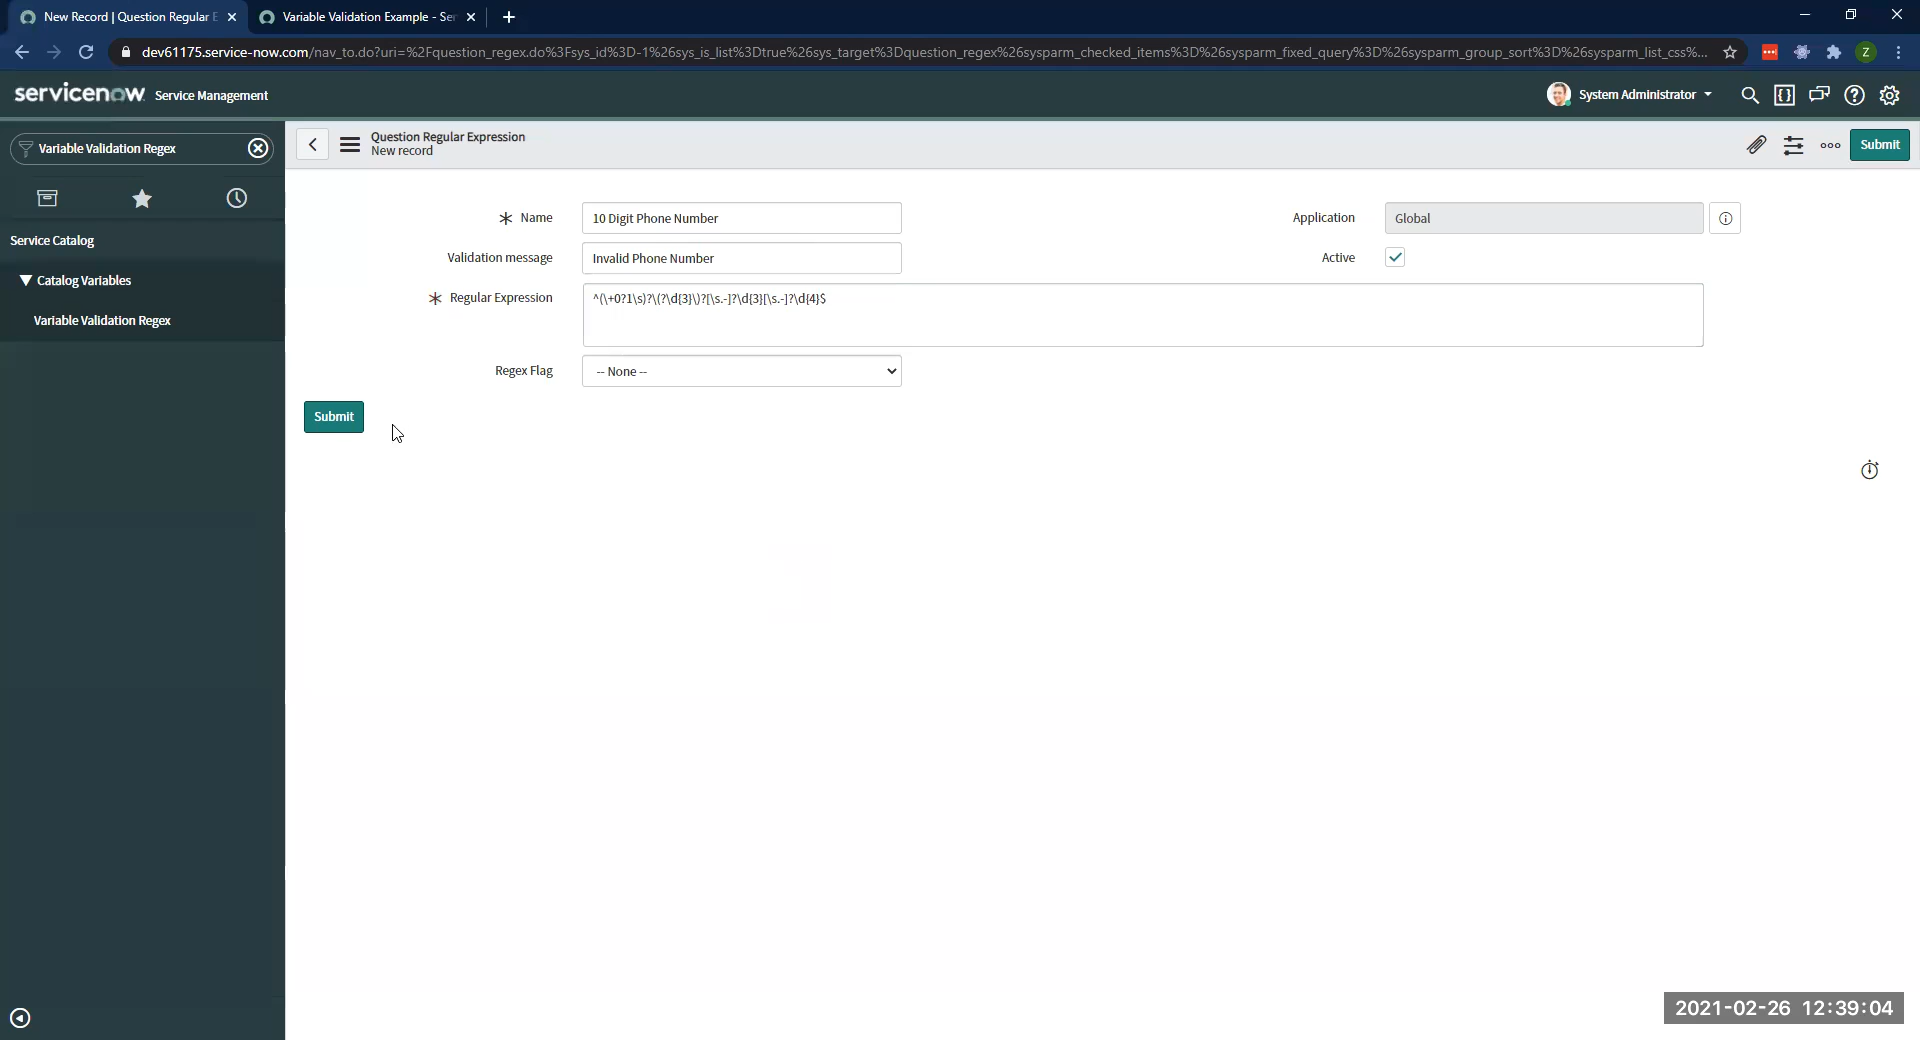 New Record | Question Regular E
Variable Validation Example - Ser
dev61175.service-now.com/nav_to.do?uri=%2Fquestion_regex.do%3Fsys_id%3D-1%26sys_is_list%3Dtrue%26sys_target%3Dquestion_regex%26sysparm_checked_items%3D%26sysparm_fixed_query%3D%26sysparm_group_sort%3D%26sysparm_list_css%...
Z
servicenow Service Management
System Administrator
Variable Validation Regex
Question Regular Expression
New record
Submit
Service Catalog
Catalog Variables
Variable Validation Regex
Name
10 Digit Phone Number
Application
Global
Validation message
Invalid Phone Number
Active
Regular Expression
^(\+0?1\s)?\(?\d{3}\)?[\s.-]?\d{3}[\s.-]?\d{4}$
Regex Flag
-- None --
Submit
2021-02-26 12:39:04